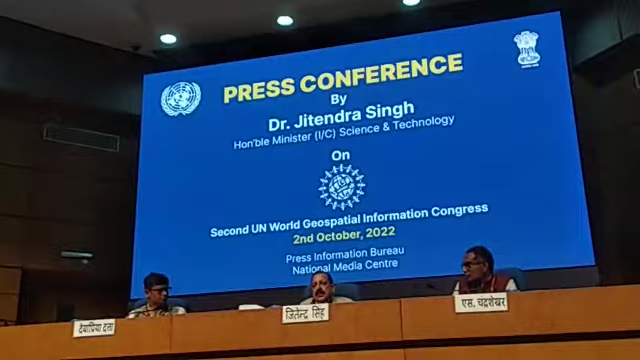 PRESS CONFERENCE
By
Dr. Jitendra Singh
Hon'ble Minister (I/C) Science & Technology
On
Second UN World Geospatial Information Congress
2nd October, 2022
Press Information Bureau
National Media Centre
देवाप्रिया दत्ता
जितेन्द्र सिंह
एस. चंद्रशेखर